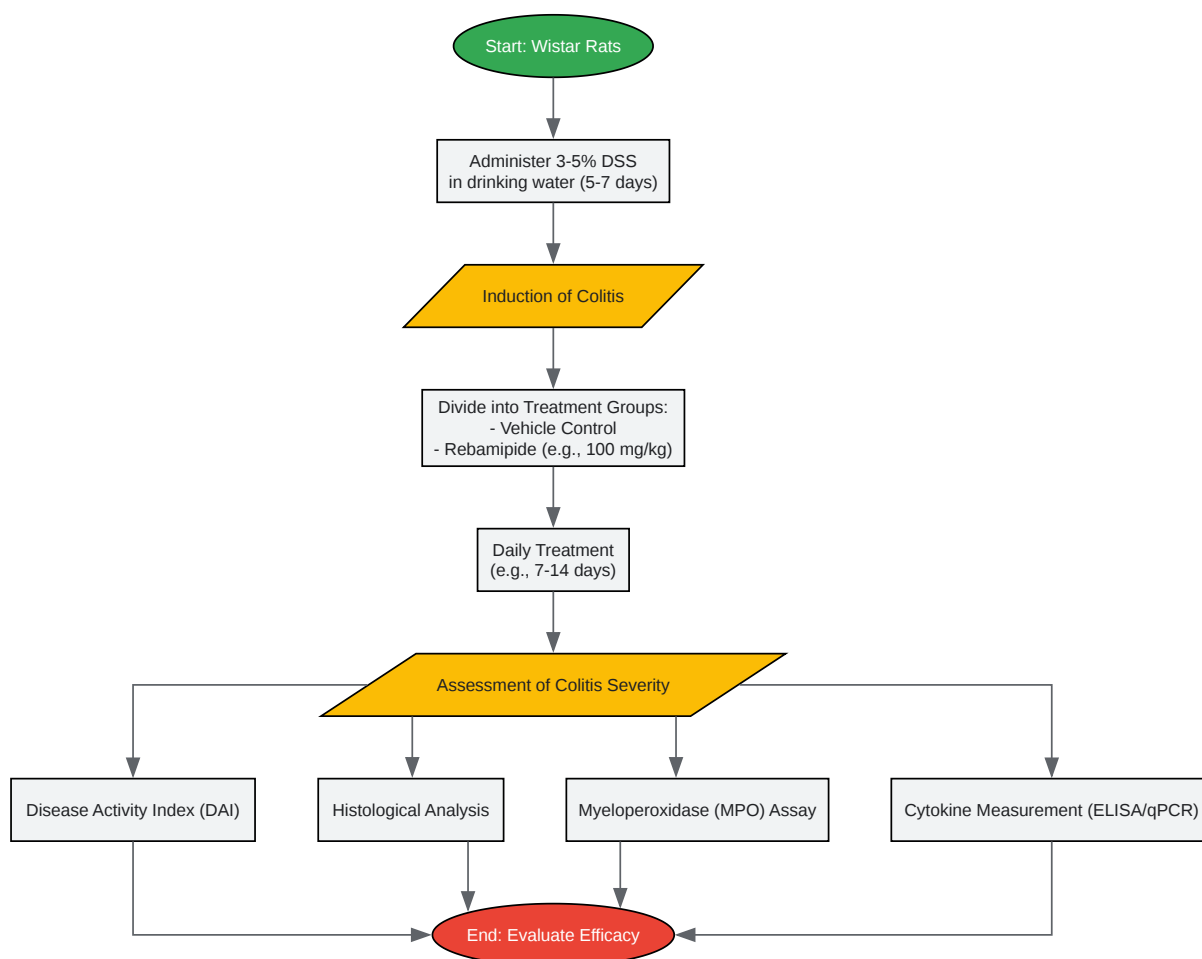 Start: Wistar Rats
Administer 3-5% DSS
in drinking water (5-7 days)
Induction of Colitis
Divide into Treatment Groups:
- Vehicle Control
- Rebamipide (e.g., 100 mg/kg)
Daily Treatment
(e.g., 7-14 days)
Assessment of Colitis Severity
Disease Activity Index (DAI)
Histological Analysis
Myeloperoxidase (MPO) Assay
Cytokine Measurement (ELISA/qPCR)
End: Evaluate Efficacy